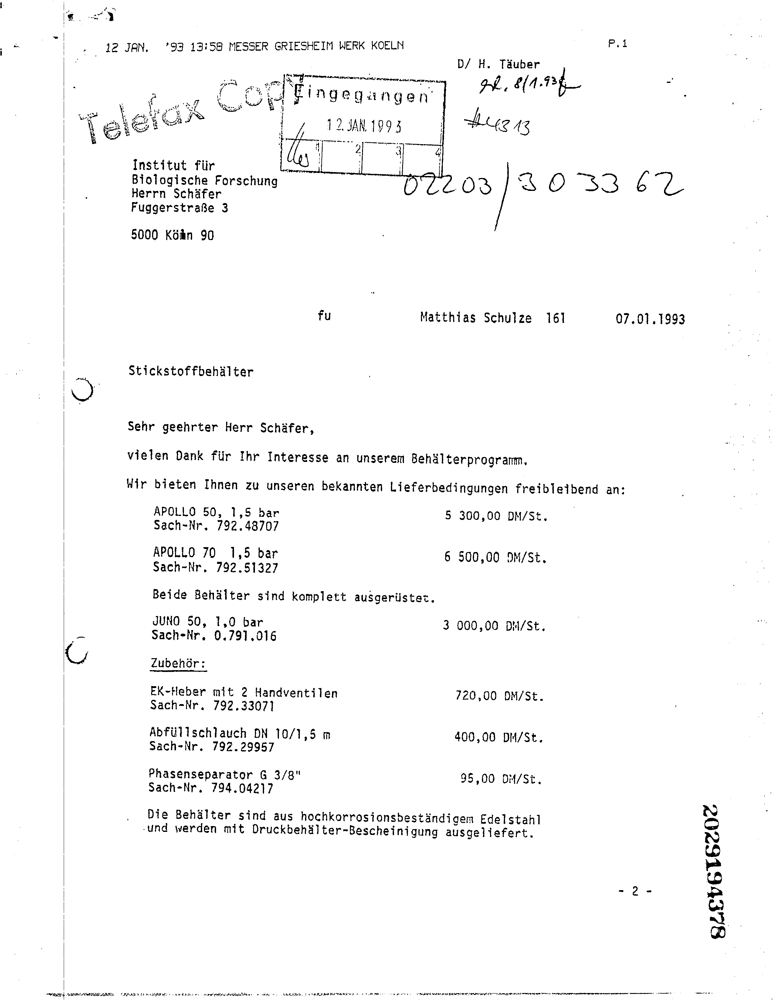 12 JAN. '93 13:58 MESSER GRIESHEIM WERK KOELN P.1
D/ H. Täuber
8/1.93
Telefax Copy
Eingegangen
12. JAN. 1993
1 2 3 4
#4313
02203/303362
Institut für
Biologische Forschung
Herrn Schäfer
Fuggerstraße 3
5000 Köln 90
fu Matthias Schulze 161 07.01.1993
Stickstoffbehälter
Sehr geehrter Herr Schäfer,
vielen Dank für Ihr Interesse an unserem Behälterprogramm.
Wir bieten Ihnen zu unseren bekannten Lieferbedingungen freibleibend an:
APOLLO 50, 1,5 bar 5 300,00 DM/St.
Sach-Nr. 792.48707
APOLLO 70 1,5 bar 6 500,00 DM/St.
Sach-Nr. 792.51327
Beide Behälter sind komplett ausgerüstet.
JUNO 50, 1,0 bar 3 000,00 DM/St.
Sach-Nr. 0.791.016
Zubehör:
EK-Heber mit 2 Handventilen 720,00 DM/St.
Sach-Nr. 792.33071
Abfüllschlauch DN 10/1,5 m 400,00 DM/St.
Sach-Nr. 792.29957
Phasenseparator G 3/8" 95,00 DM/St.
Sach-Nr. 794.04217
Die Behälter sind aus hochkorrosionsbeständigem Edelstahl
und werden mit Druckbehälter-Bescheinigung ausgeliefert.
- 2 -
2029194378